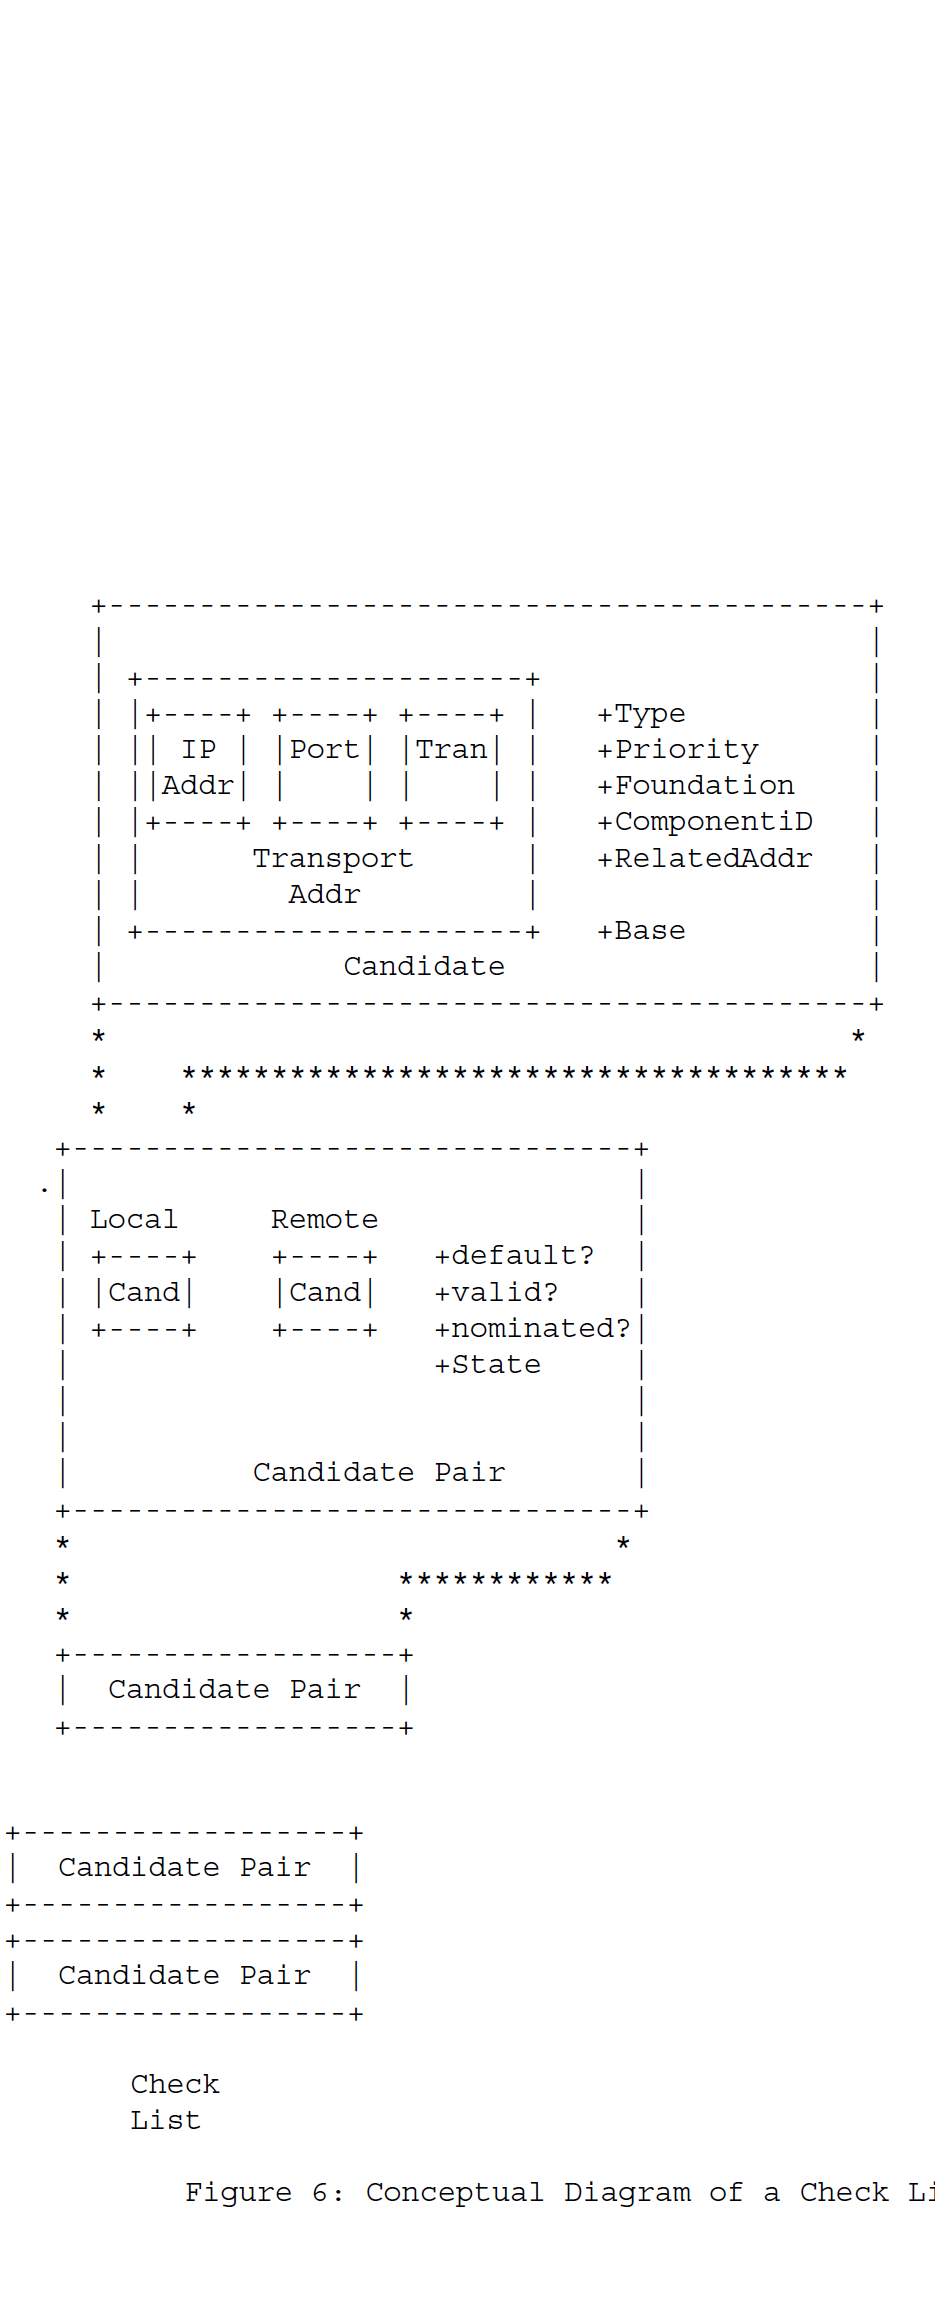 +------------------------------------------+
|                                          |
| +---------------------+                  |
| |+----+ +----+ +----+ |   +Type          |
| || IP | |Port| |Tran| |   +Priority      |
| ||Addr| |    | |    | |   +Foundation    |
| |+----+ +----+ +----+ |   +ComponentiD   |
| |      Transport      |   +RelatedAddr   |
| |        Addr         |                  |
| +---------------------+   +Base          |
|             Candidate                    |
+------------------------------------------+
*                                         *
*    *************************************
*    *
+-------------------------------+
.|                               |
| Local     Remote              |
| +----+    +----+   +default?  |
| |Cand|    |Cand|   +valid?    |
| +----+    +----+   +nominated?|
|                    +State     |
|                               |
|                               |
|          Candidate Pair       |
+-------------------------------+
*                              *
*                  ************
*                  *
+------------------+
|  Candidate Pair  |
+------------------+
+------------------+
|  Candidate Pair  |
+------------------+
+------------------+
|  Candidate Pair  |
+------------------+
Check
List
Figure 6: Conceptual Diagram of a Check Li